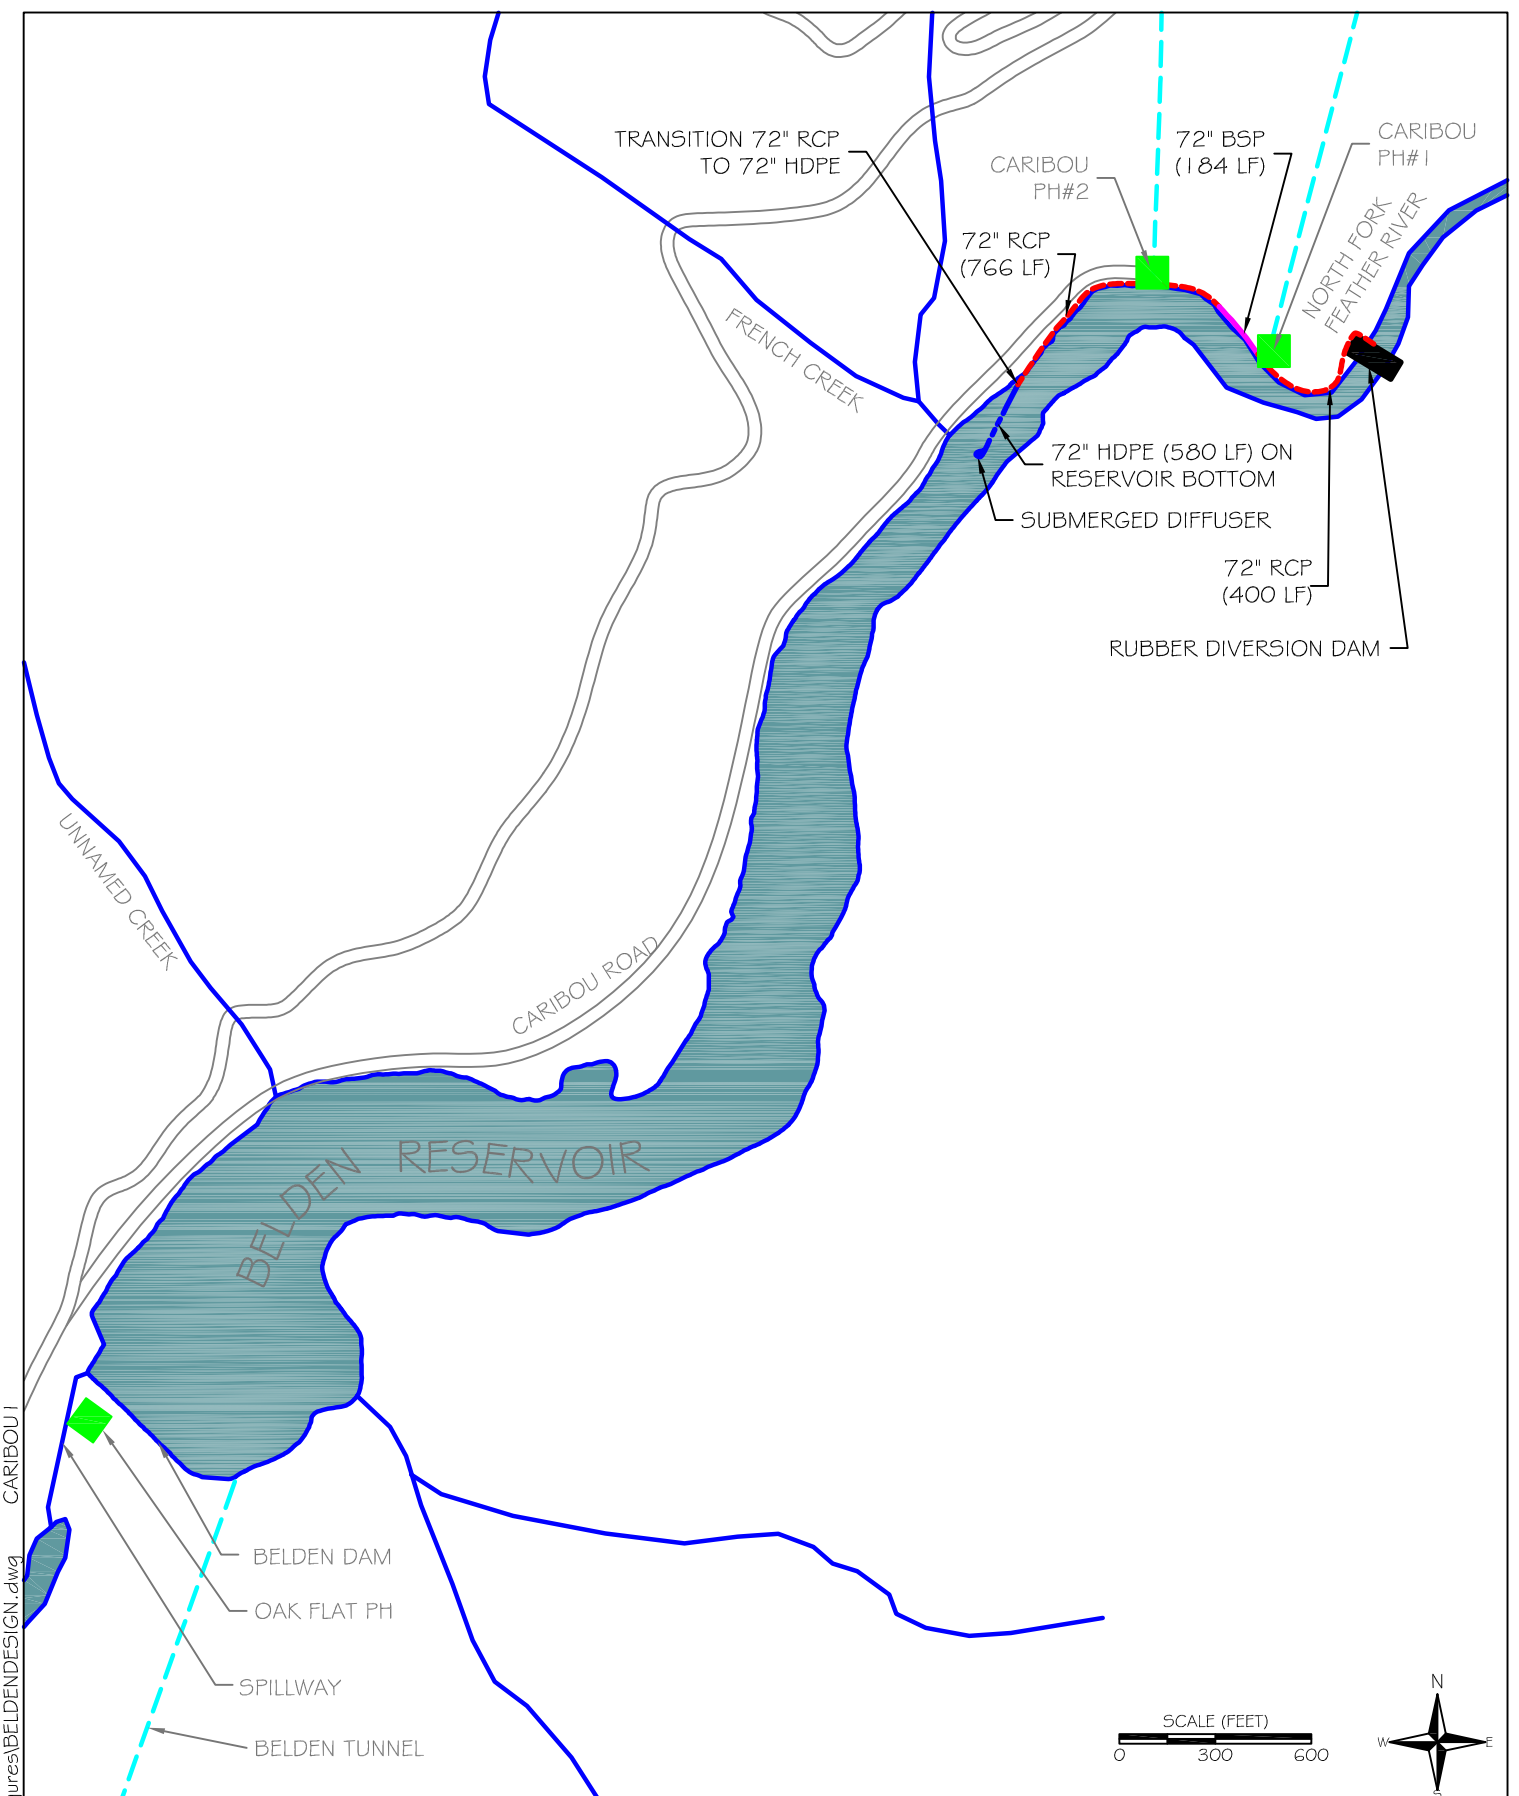 TRANSITION 72" RCP
TO 72" HDPE
CARIBOU
PH#2
72" BSP
(184 LF)
CARIBOU
PH#1
72" RCP
(766 LF)
NORTH FORK
FEATHER RIVER
FRENCH CREEK
72" HDPE (580 LF) ON
RESERVOIR BOTTOM
SUBMERGED DIFFUSER
72" RCP
(400 LF)
RUBBER DIVERSION DAM
UNNAMED CREEK
CARIBOU ROAD
BELDEN RESERVOIR
BELDEN DAM
OAK FLAT PH
SPILLWAY
BELDEN TUNNEL
SCALE (FEET)
0 300 600
N
W E
S
gures\BELDENDESIGN.dwg CARIBOU 1